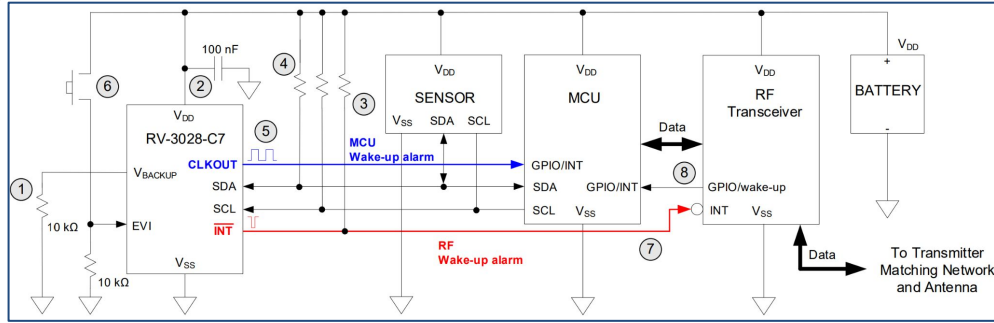 VDD
100 nF
4
6
2
VDD
3
VDD
SENSOR
VSS
SDA
SCL
VDD
MCU
VDD
RF
Transceiver
VDD
+
BATTERY
-
VDD
RV-3028-C7
5
CLKOUT
MCU
Wake-up alarm
GPIO/INT
Data
1
VBACKUP
SDA
SDA
GPIO/INT
8
GPIO/wake-up
10 kΩ
EVI
SCL
SCL
VSS
INT
VSS
INT
RF
Wake-up alarm
7
10 kΩ
VSS
Data
To Transmitter
Matching Network
and Antenna